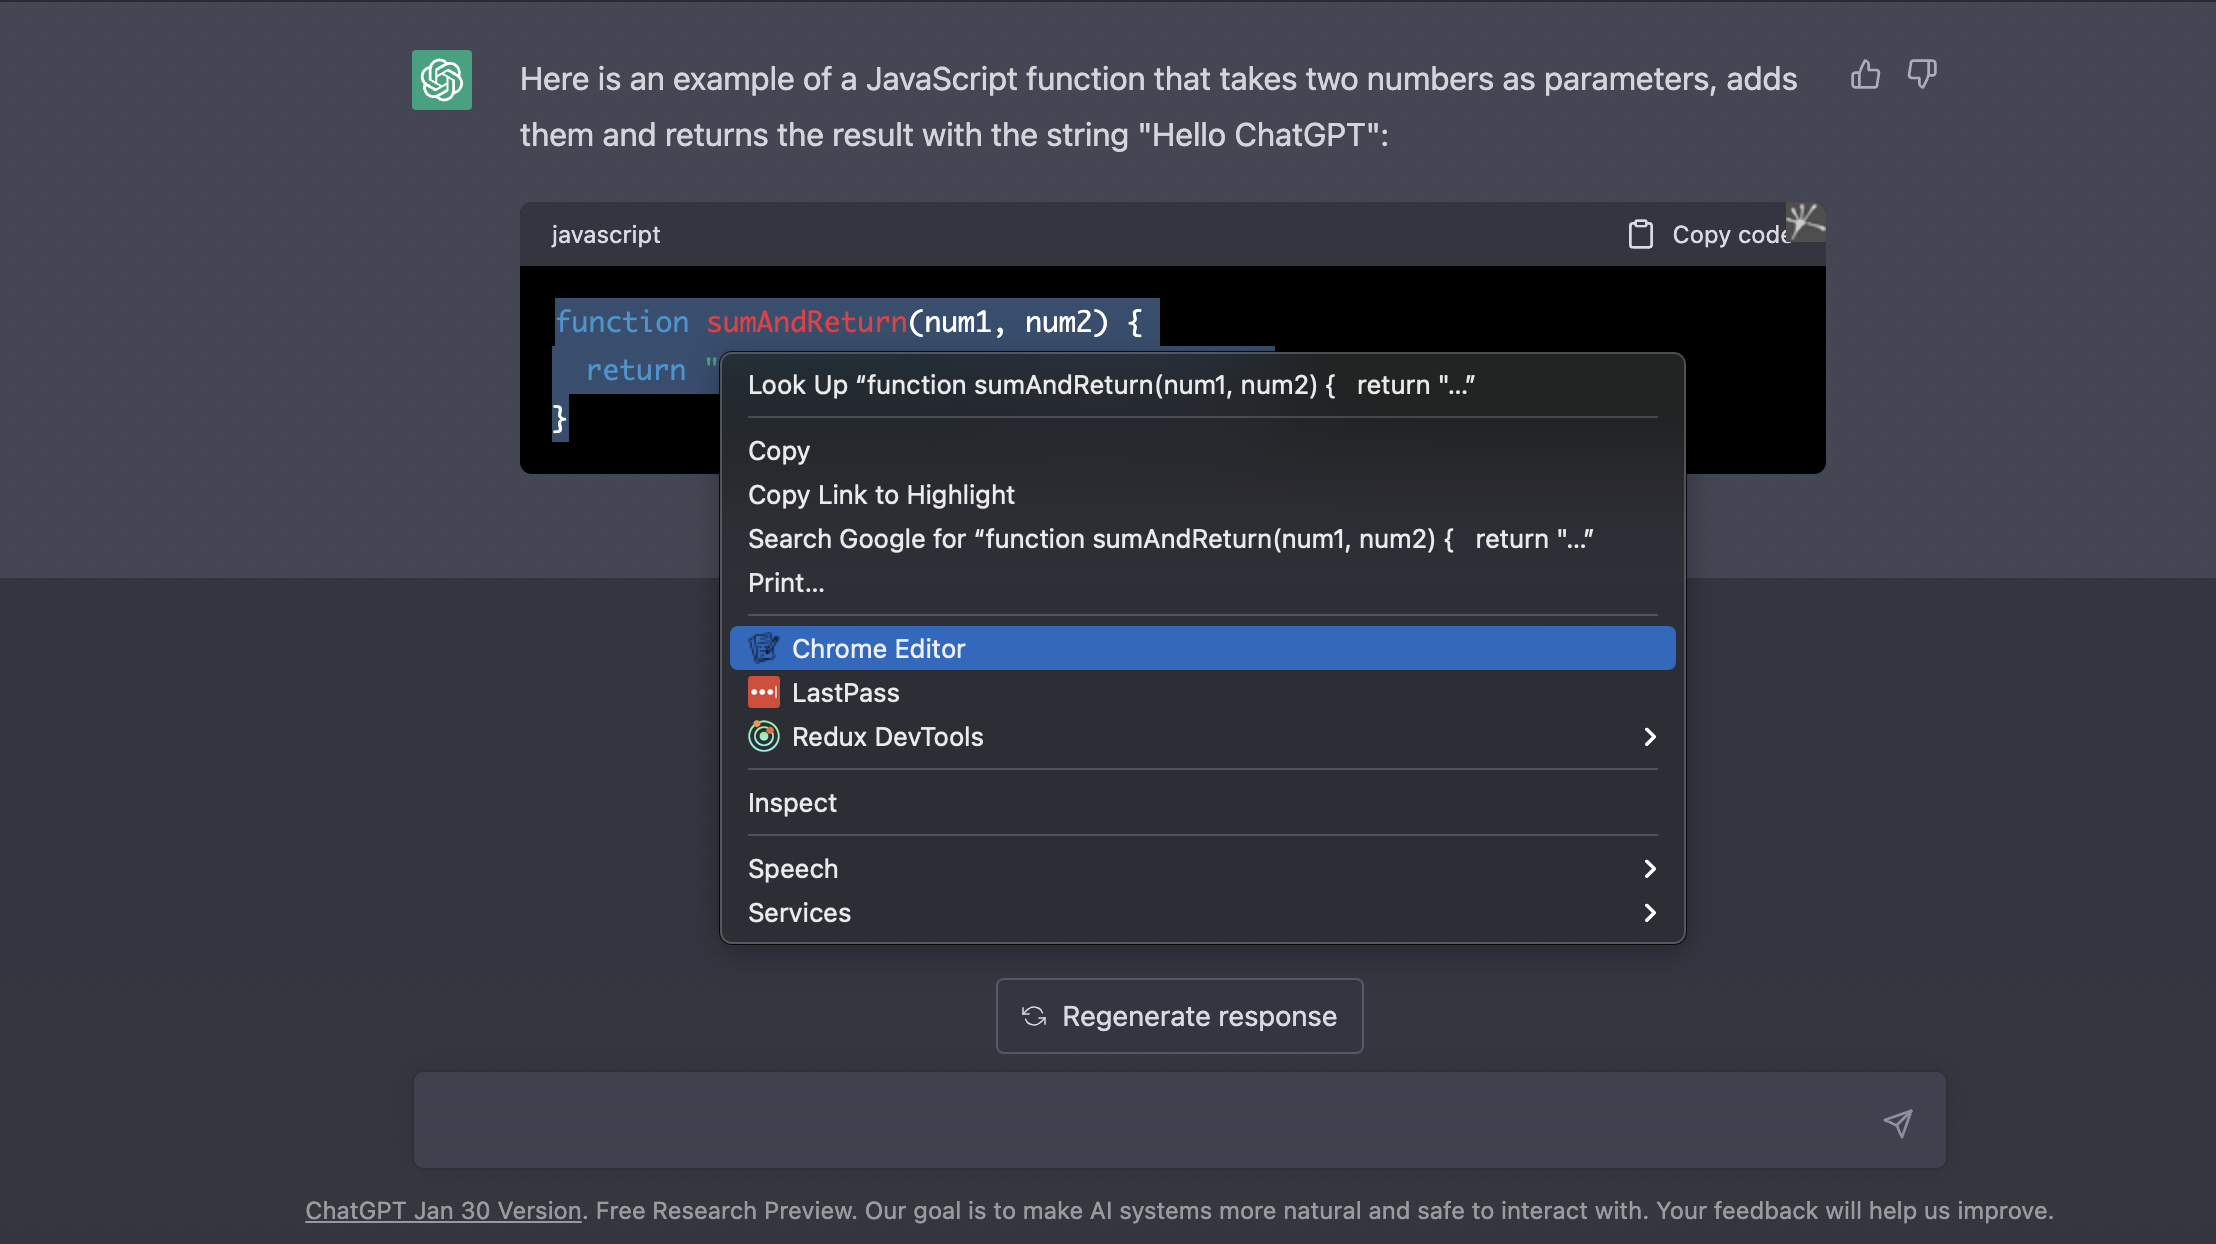 Here is an example of a JavaScript function that takes two numbers as parameters, adds
them and returns the result with the string "Hello ChatGPT":
javascript
Copy code
function sumAndReturn(num1, num2) {
return "
}
Look Up “function sumAndReturn(num1, num2) {   return "...”
Copy
Copy Link to Highlight
Search Google for “function sumAndReturn(num1, num2) {   return "...”
Print...
Chrome Editor
LastPass
Redux DevTools
Inspect
Speech
Services
Regenerate response
ChatGPT Jan 30 Version. Free Research Preview. Our goal is to make AI systems more natural and safe to interact with. Your feedback will help us improve.